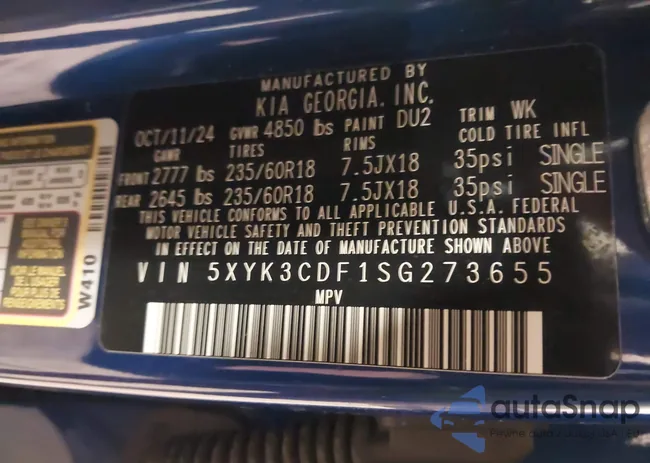 MANUFACTURED BY
KIA GEORGIA, INC.
OCT/11/24 GVWR 4850 lbs PAINT DU2 TRIM WK
GAWR TIRES RIMS COLD TIRE INFL
FRONT 2777 lbs 235/60R18 7.5JX18 35psi SINGLE
REAR 2645 lbs 235/60R18 7.5JX18 35psi SINGLE
THIS VEHICLE CONFORMS TO ALL APPLICABLE U.S.A. FEDERAL
MOTOR VEHICLE SAFETY AND THEFT PREVENTION STANDARDS
IN EFFECT ON THE DATE OF MANUFACTURE SHOWN ABOVE
VIN 5XYK3CDF1SG273655
MPV
W410
autoSnap